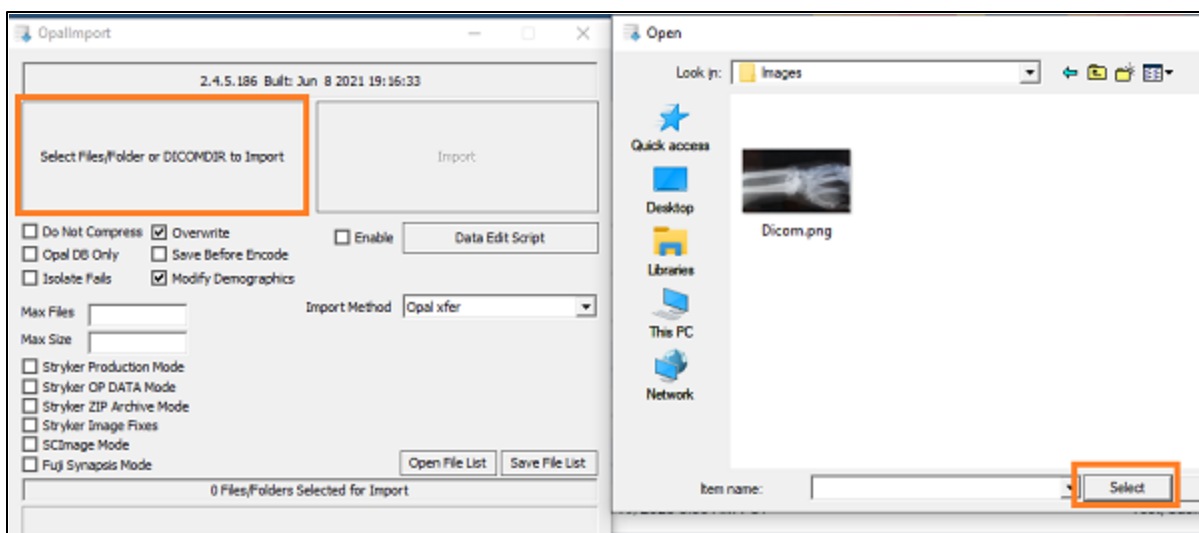 OpalImport
2.4.5.186 Built: Jun 8 2021 19:16:33
Select Files/Folder or DICOMDIR to Import
Import
Do Not Compress
Overwrite
Enable
Data Edit Script
Opal DB Only
Save Before Encode
Isolate Fails
Modify Demographics
Max Files
Import Method
Opal xfer
Max Size
Stryker Production Mode
Stryker OP DATA Mode
Stryker ZIP Archive Mode
Stryker Image Fixes
SCImage Mode
Fuji Synapsis Mode
Open File List
Save File List
0 Files/Folders Selected for Import
Open
Look in:
Images
Quick access
Desktop
Libraries
This PC
Network
Dicom.png
Item name:
Select